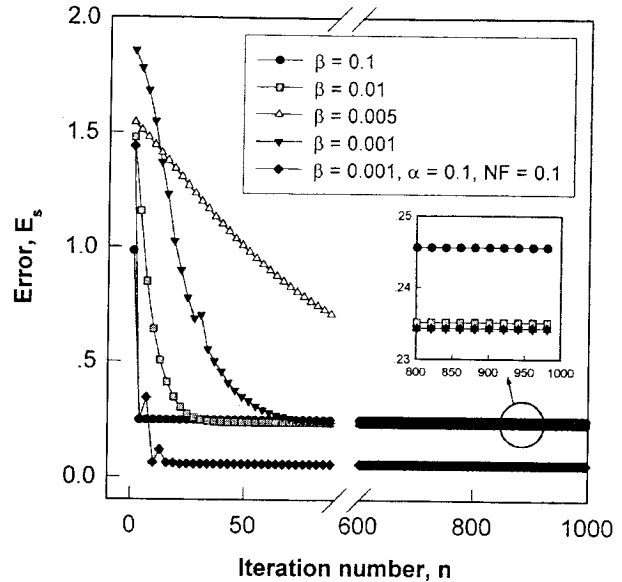 2.0
1.5
1.0
.5
0.0
Error, E_s
β = 0.1
β = 0.01
β = 0.005
β = 0.001
β = 0.001, α = 0.1, NF = 0.1
.25
.24
.23
800 850 900 950 1000
0 50 600 800 1000
Iteration number, n